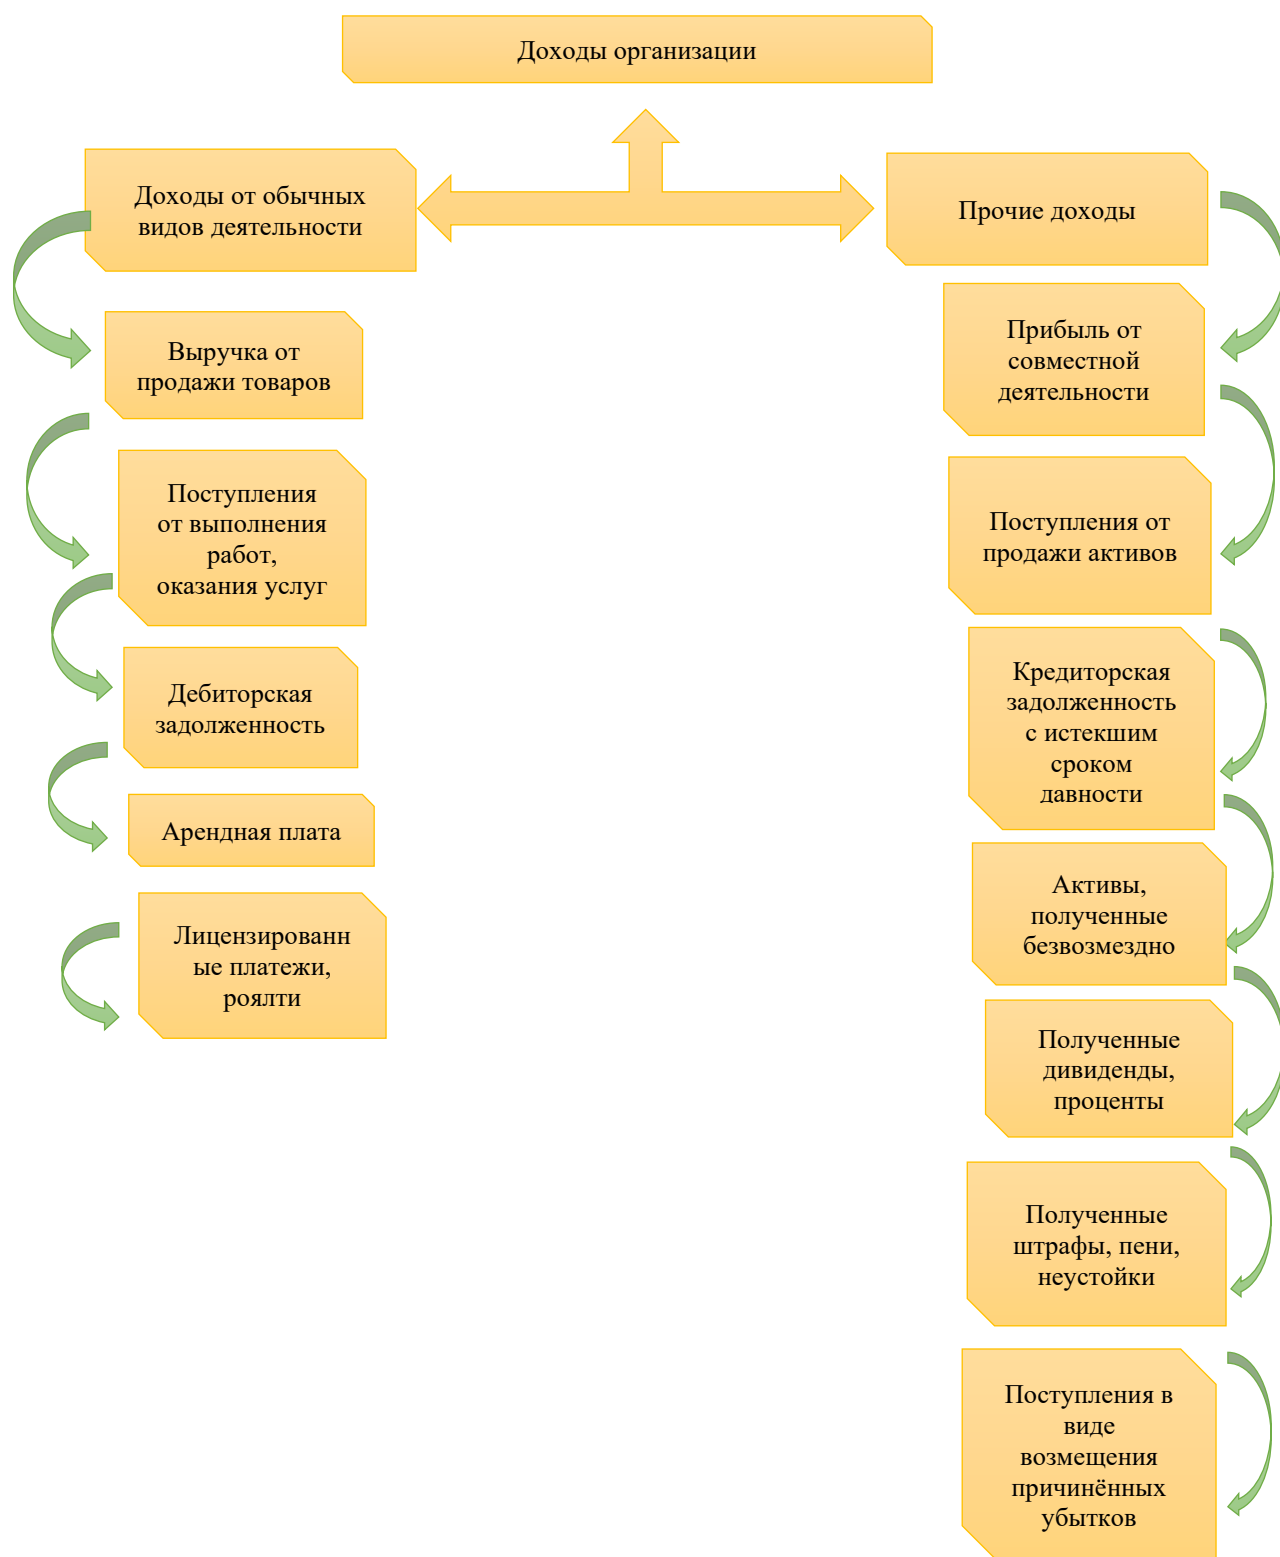 Доходы организации
Доходы от обычных
видов деятельности
Выручка от
продажи товаров
Поступления
от выполнения
работ,
оказания услуг
Дебиторская
задолженность
Арендная плата
Лицензированн
ые платежи,
роялти
Прочие доходы
Прибыль от
совместной
деятельности
Поступления от
продажи активов
Кредиторская
задолженность
с истекшим
сроком
давности
Активы,
полученные
безвозмездно
Полученные
дивиденды,
проценты
Полученные
штрафы, пени,
неустойки
Поступления в
виде
возмещения
причинённых
убытков